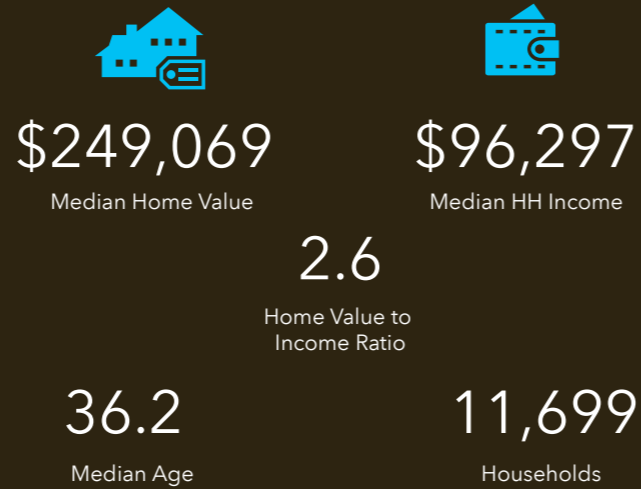 $249,069
Median Home Value
$96,297
Median HH Income
2.6
Home Value to
Income Ratio
36.2
Median Age
11,699
Households